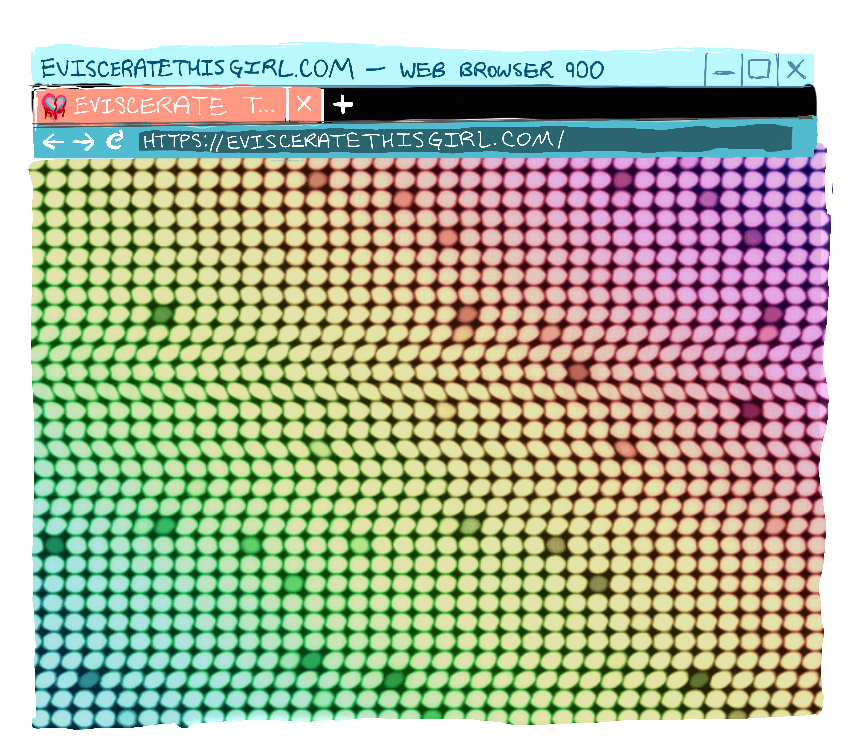 EVISCERATETHISGIRL.COM — WEB BROWSER 900
EVISCERATE T...
HTTPS://EVISCERATETHISGIRL.COM/